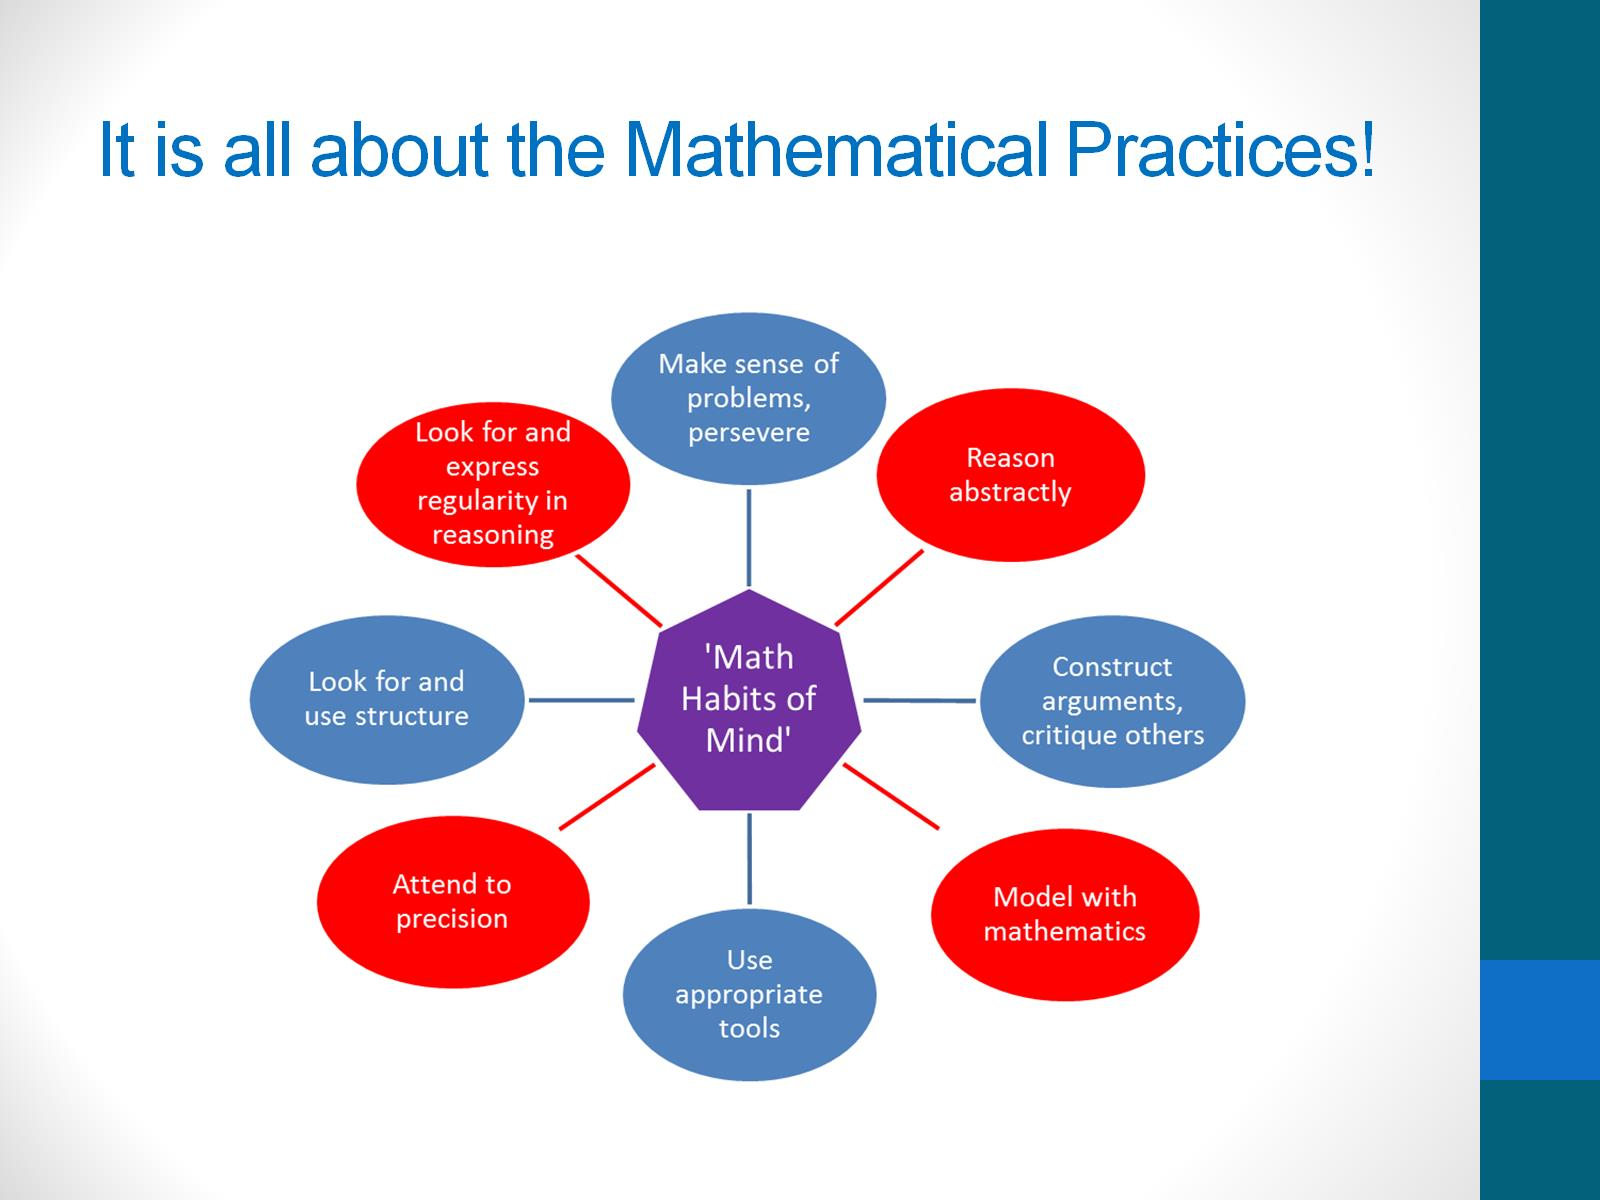 It is all about the Mathematical Practices!
Make sense of
problems,
persevere
Reason
abstractly
Construct
arguments,
critique others
Model with
mathematics
Use
appropriate
tools
Attend to
precision
Look for and
use structure
Look for and
express
regularity in
reasoning
'Math
Habits of
Mind'